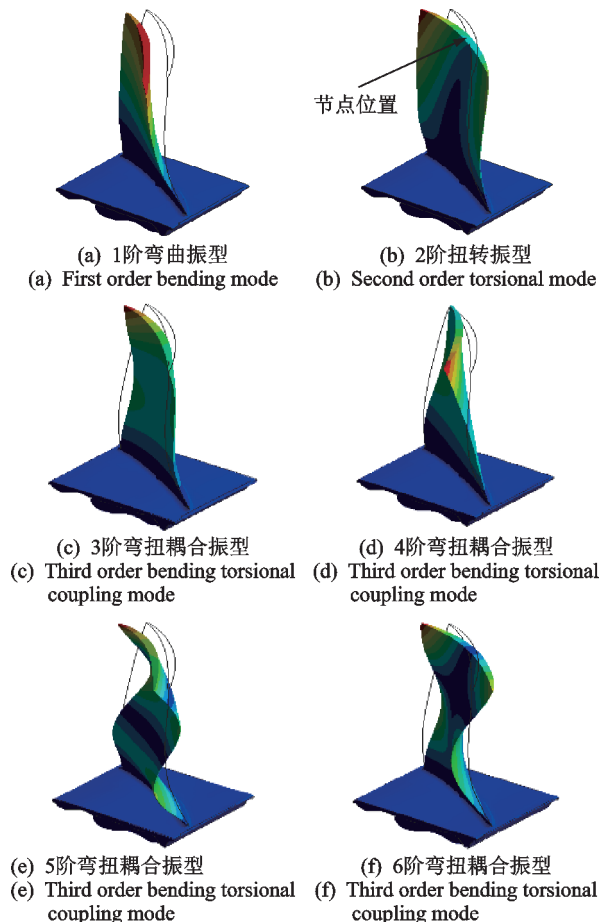 节点位置
(a) 1阶弯曲振型
(a) First order bending mode
(b) 2阶扭转振型
(b) Second order torsional mode
(c) 3阶弯扭耦合振型
(c) Third order bending torsional
coupling mode
(d) 4阶弯扭耦合振型
(d) Third order bending torsional
coupling mode
(e) 5阶弯扭耦合振型
(e) Third order bending torsional
coupling mode
(f) 6阶弯扭耦合振型
(f) Third order bending torsional
coupling mode